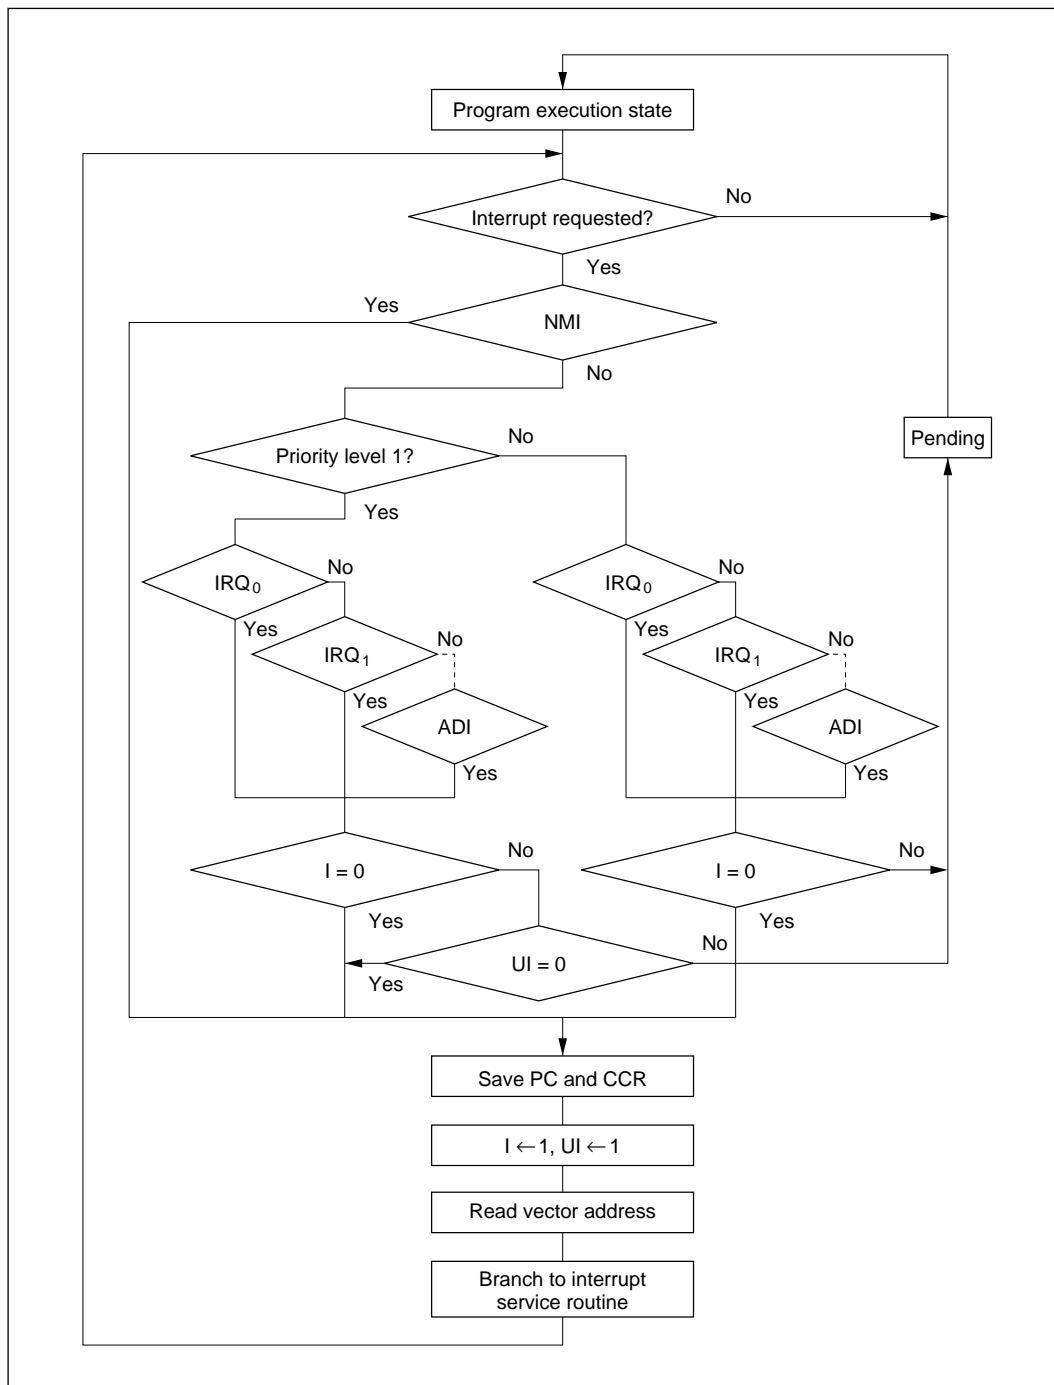 Program execution state
No
Interrupt requested?
Yes
Yes
NMI
No
No
Priority level 1?
Pending
Yes
No
No
IRQ0
IRQ0
Yes
No
Yes
No
IRQ1
IRQ1
Yes
Yes
ADI
ADI
Yes
Yes
No
No
I = 0
I = 0
Yes
Yes
No
UI = 0
Yes
Save PC and CCR
I ← 1, UI ← 1
Read vector address
Branch to interrupt
service routine